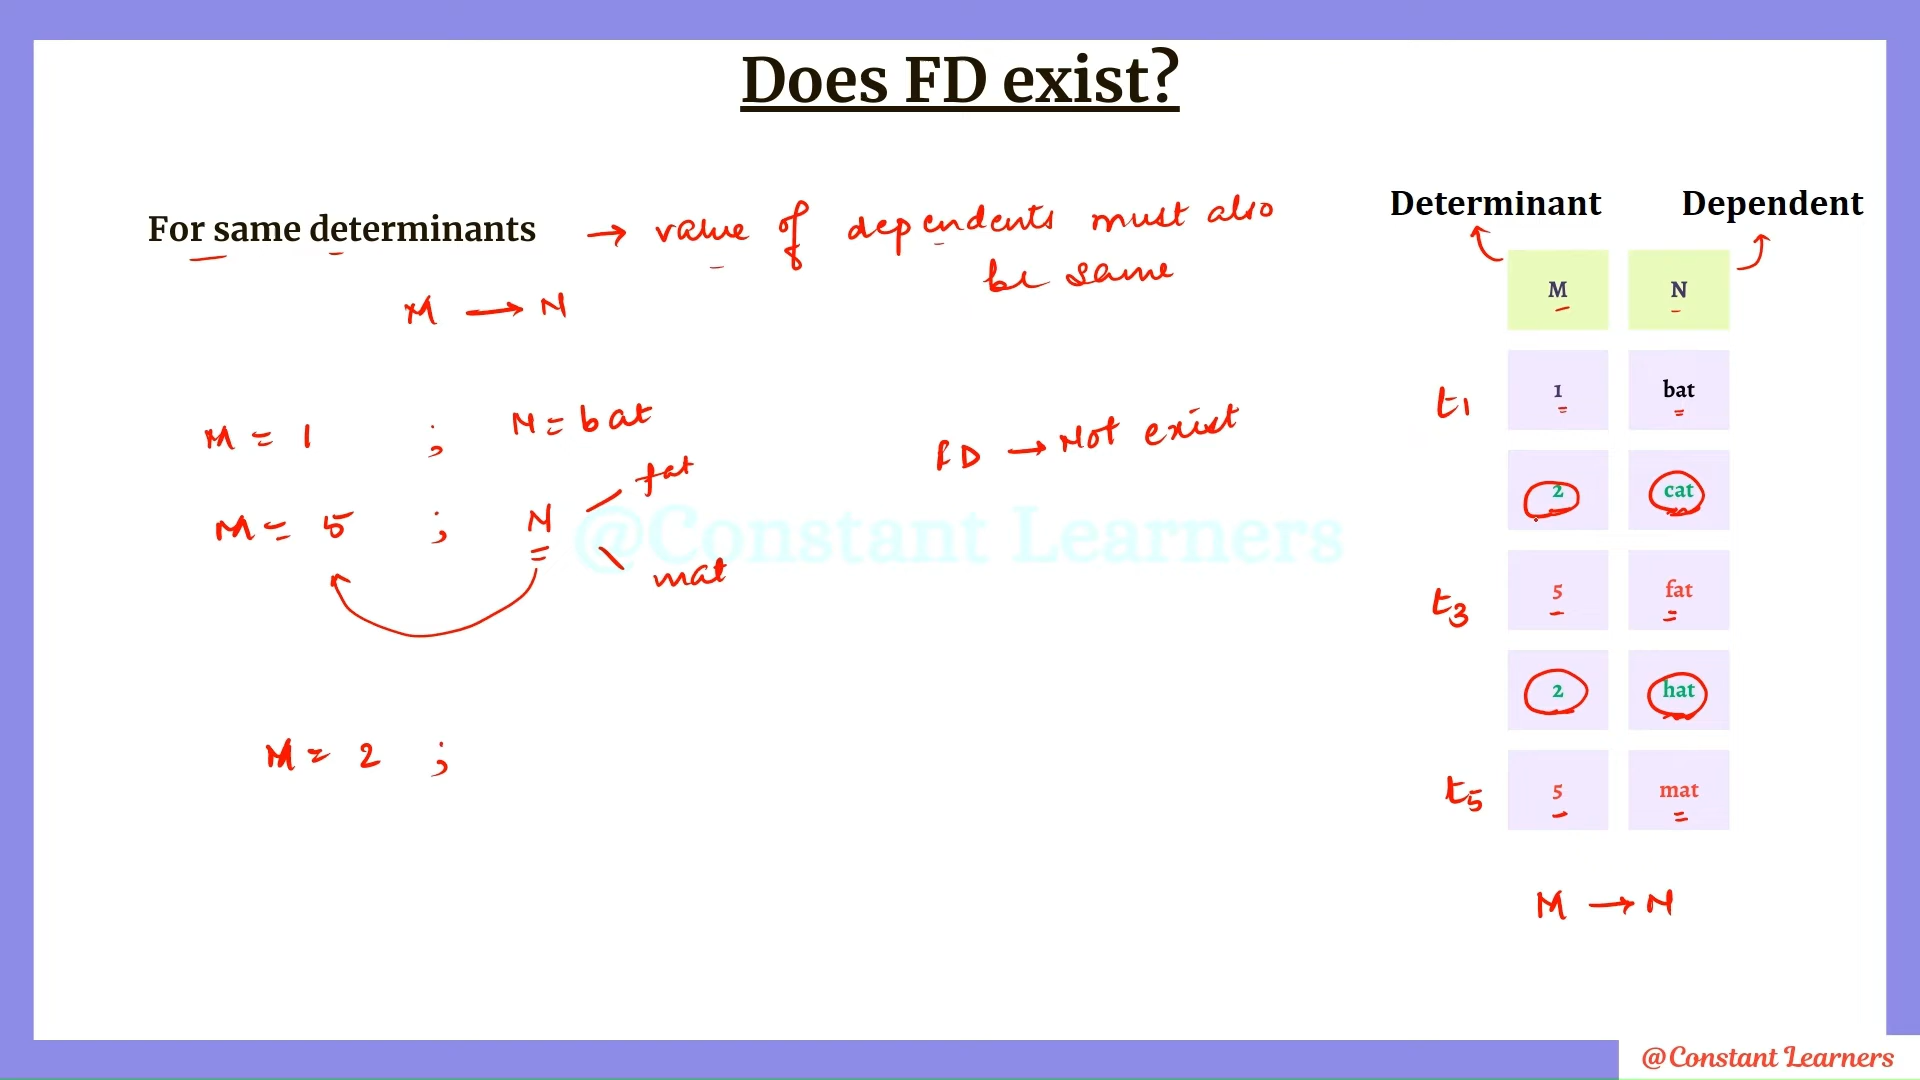 Does FD exist?
Determinant Dependent
For same determinants → value of dependents must also
be same
M → N
M N
t1 1 bat
M = 1 ; N = bat
FD → Not exist
fat
2 cat
M = 5 ; N
@Constant Learners
mat
t3 5 fat
2 hat
M = 2 ;
t5 5 mat
M → N
@Constant Learners